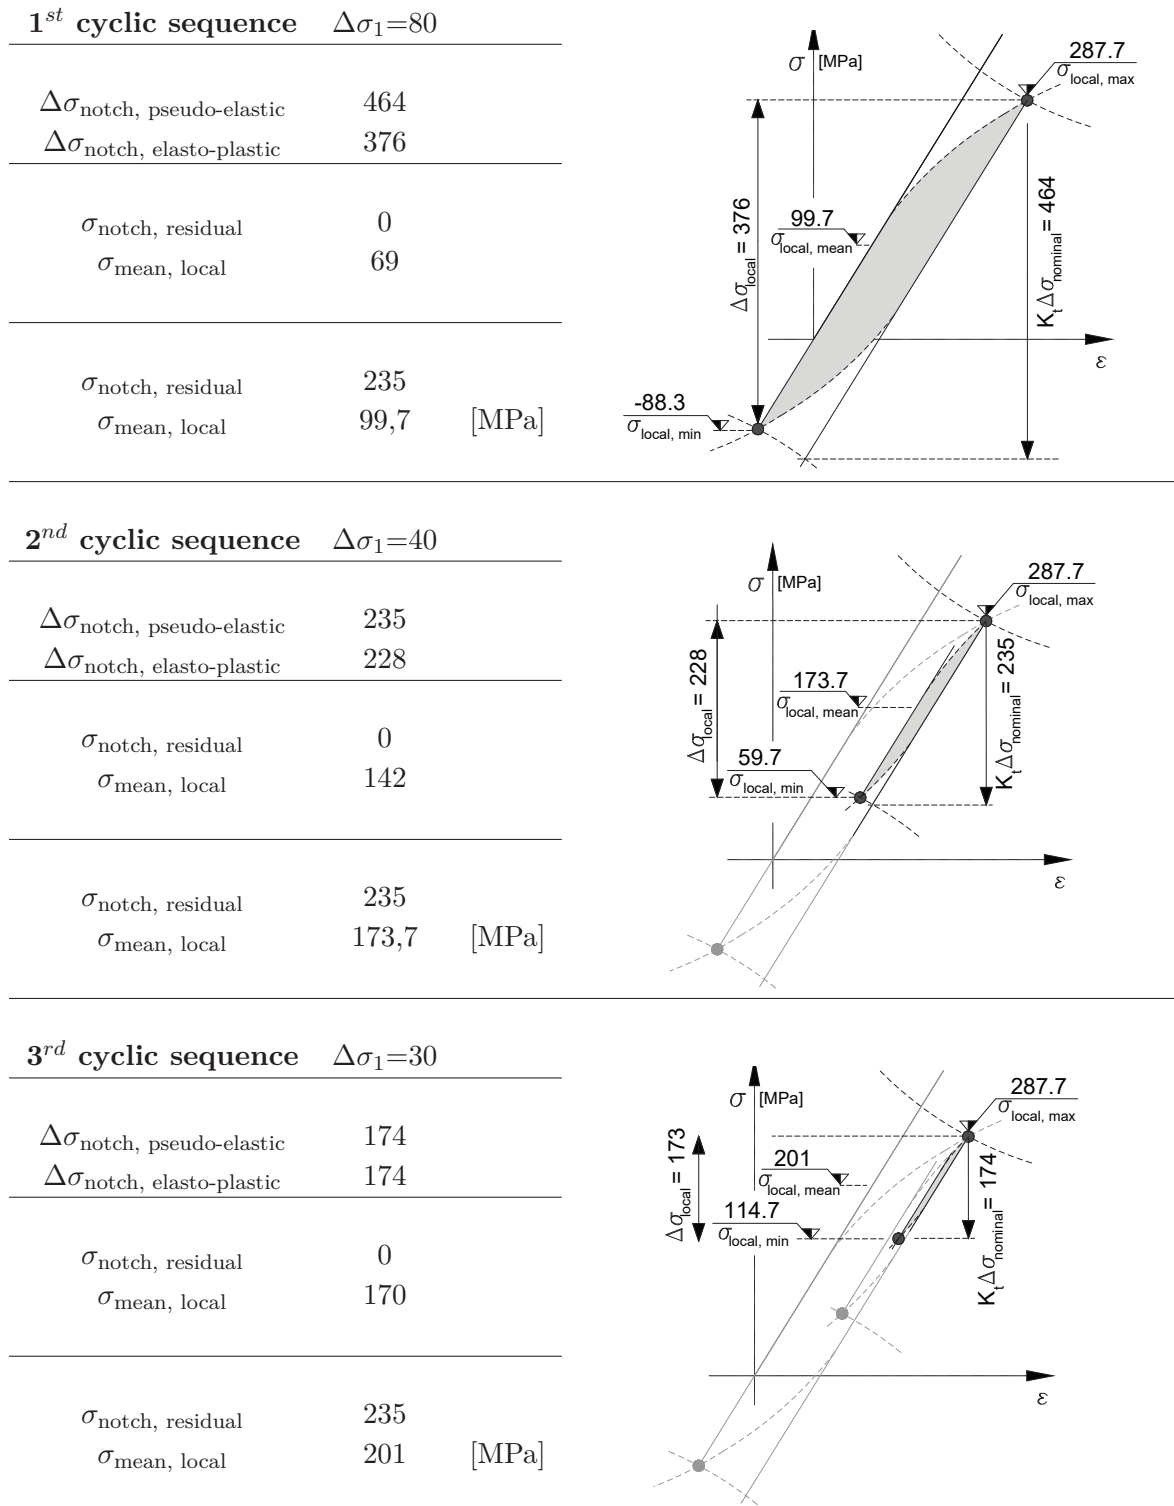 1st cyclic sequence Δσ1=80
Δσnotch, pseudo-elastic 464
Δσnotch, elasto-plastic 376
σnotch, residual 0
σmean, local 69
σnotch, residual 235
σmean, local 99,7 [MPa]
σ [MPa]
287.7
σlocal, max
Δσlocal = 376
99.7
σlocal, mean
KtΔσnominal = 464
ε
-88.3
σlocal, min
2nd cyclic sequence Δσ1=40
Δσnotch, pseudo-elastic 235
Δσnotch, elasto-plastic 228
σnotch, residual 0
σmean, local 142
σnotch, residual 235
σmean, local 173,7 [MPa]
σ [MPa]
287.7
σlocal, max
Δσlocal = 228
173.7
σlocal, mean
KtΔσnominal = 235
59.7
σlocal, min
ε
3rd cyclic sequence Δσ1=30
Δσnotch, pseudo-elastic 174
Δσnotch, elasto-plastic 174
σnotch, residual 0
σmean, local 170
σnotch, residual 235
σmean, local 201 [MPa]
σ [MPa]
287.7
σlocal, max
Δσlocal = 173
201
σlocal, mean
114.7
σlocal, min
KtΔσnominal = 174
ε